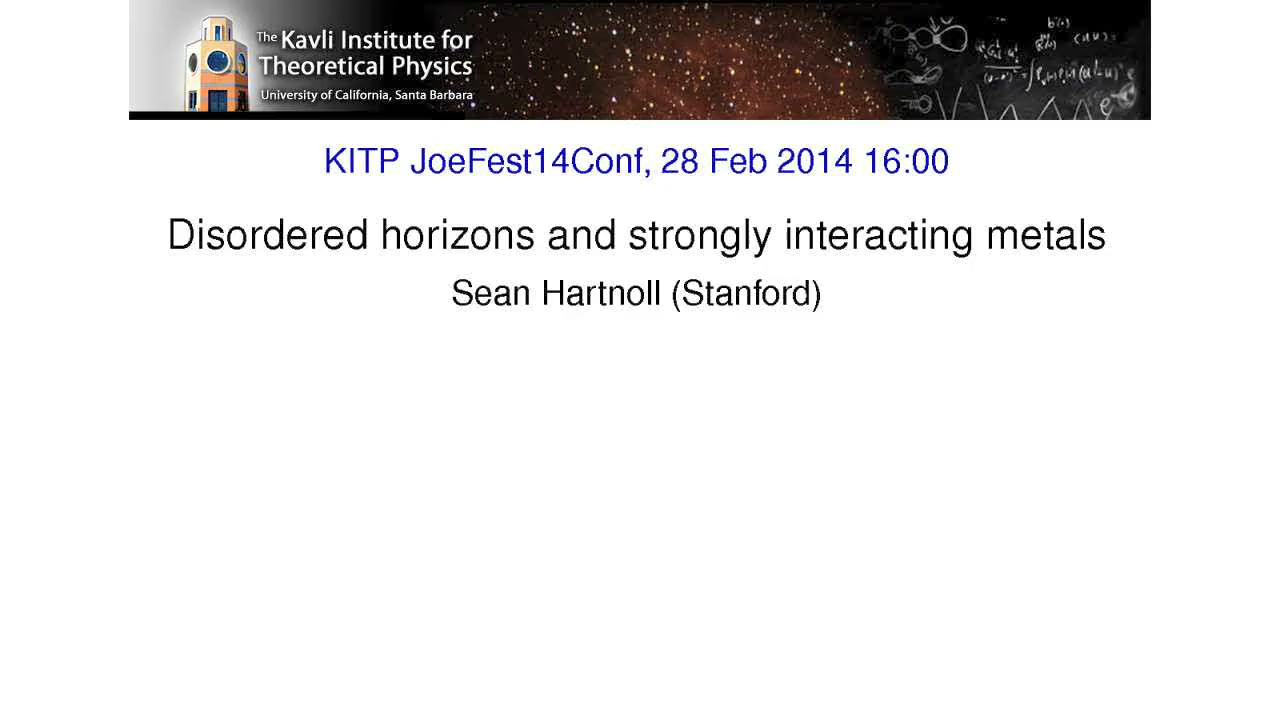 The Kavli Institute for
Theoretical Physics
University of California, Santa Barbara
KITP JoeFest14Conf, 28 Feb 2014 16:00
Disordered horizons and strongly interacting metals
Sean Hartnoll (Stanford)